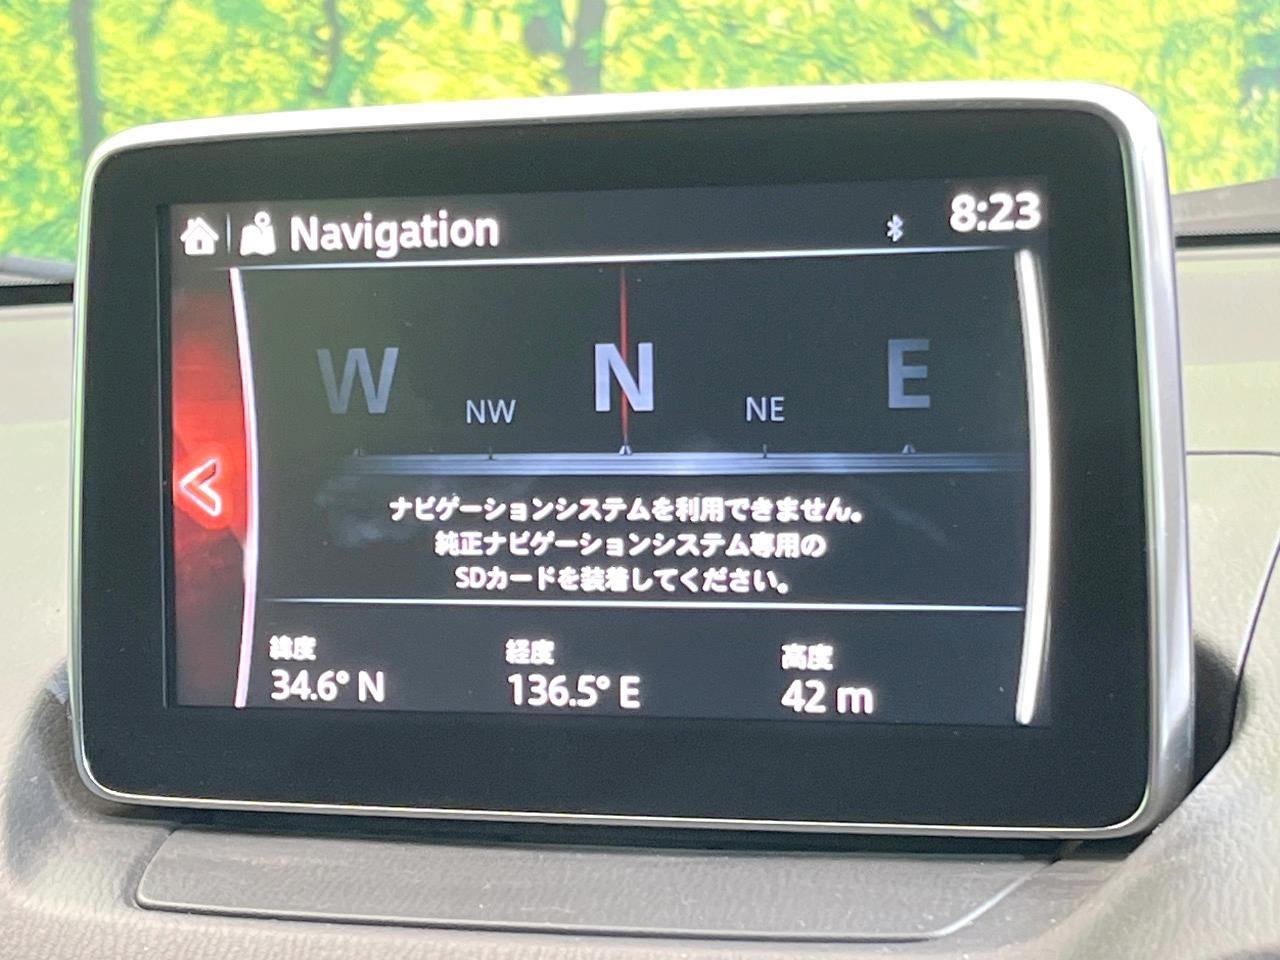 Navigation
8:23
W NW N NE E
ナビゲーションシステムを利用できません。
純正ナビゲーションシステム専用の
SDカードを装着してください。
緯度 経度 高度
34.6° N 136.5° E 42 m